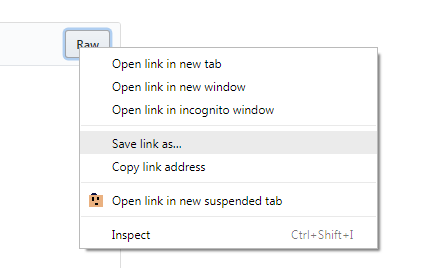 Raw
Open link in new tab
Open link in new window
Open link in incognito window
Save link as...
Copy link address
Open link in new suspended tab
Inspect Ctrl+Shift+I